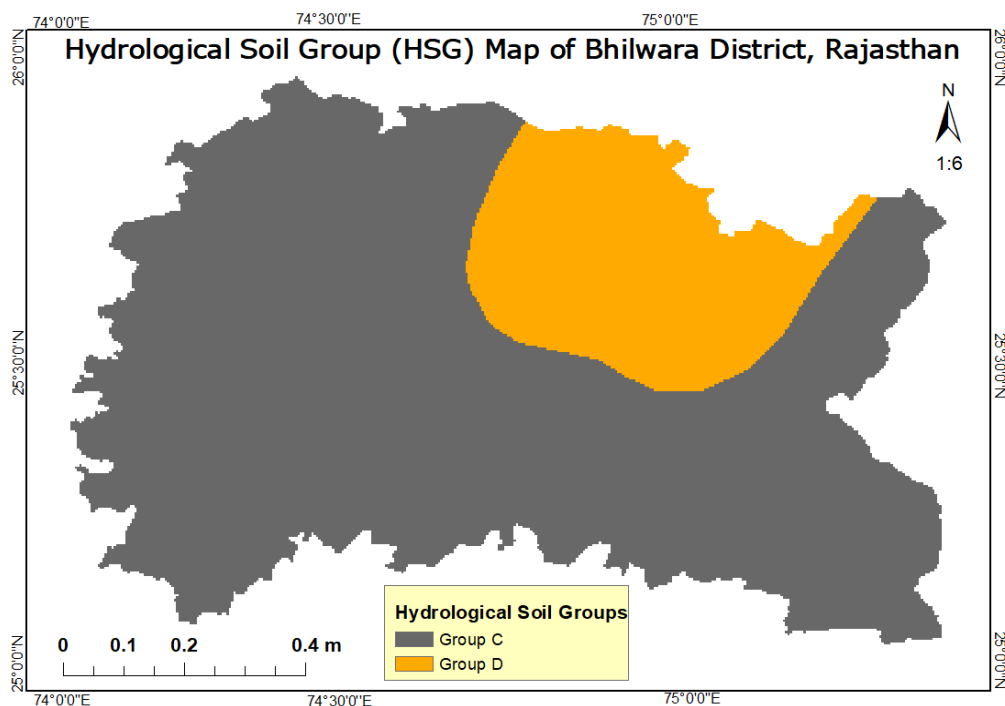 74°0'0"E 74°30'0"E 75°0'0"E
26°0'0"N 26°0'0"N
Hydrological Soil Group (HSG) Map of Bhilwara District, Rajasthan
N
1:6
25°30'0"N 25°30'0"N
Hydrological Soil Groups
Group C
Group D
0 0.1 0.2 0.4 m
25°0'0"N 25°0'0"N
74°0'0"E 74°30'0"E 75°0'0"E